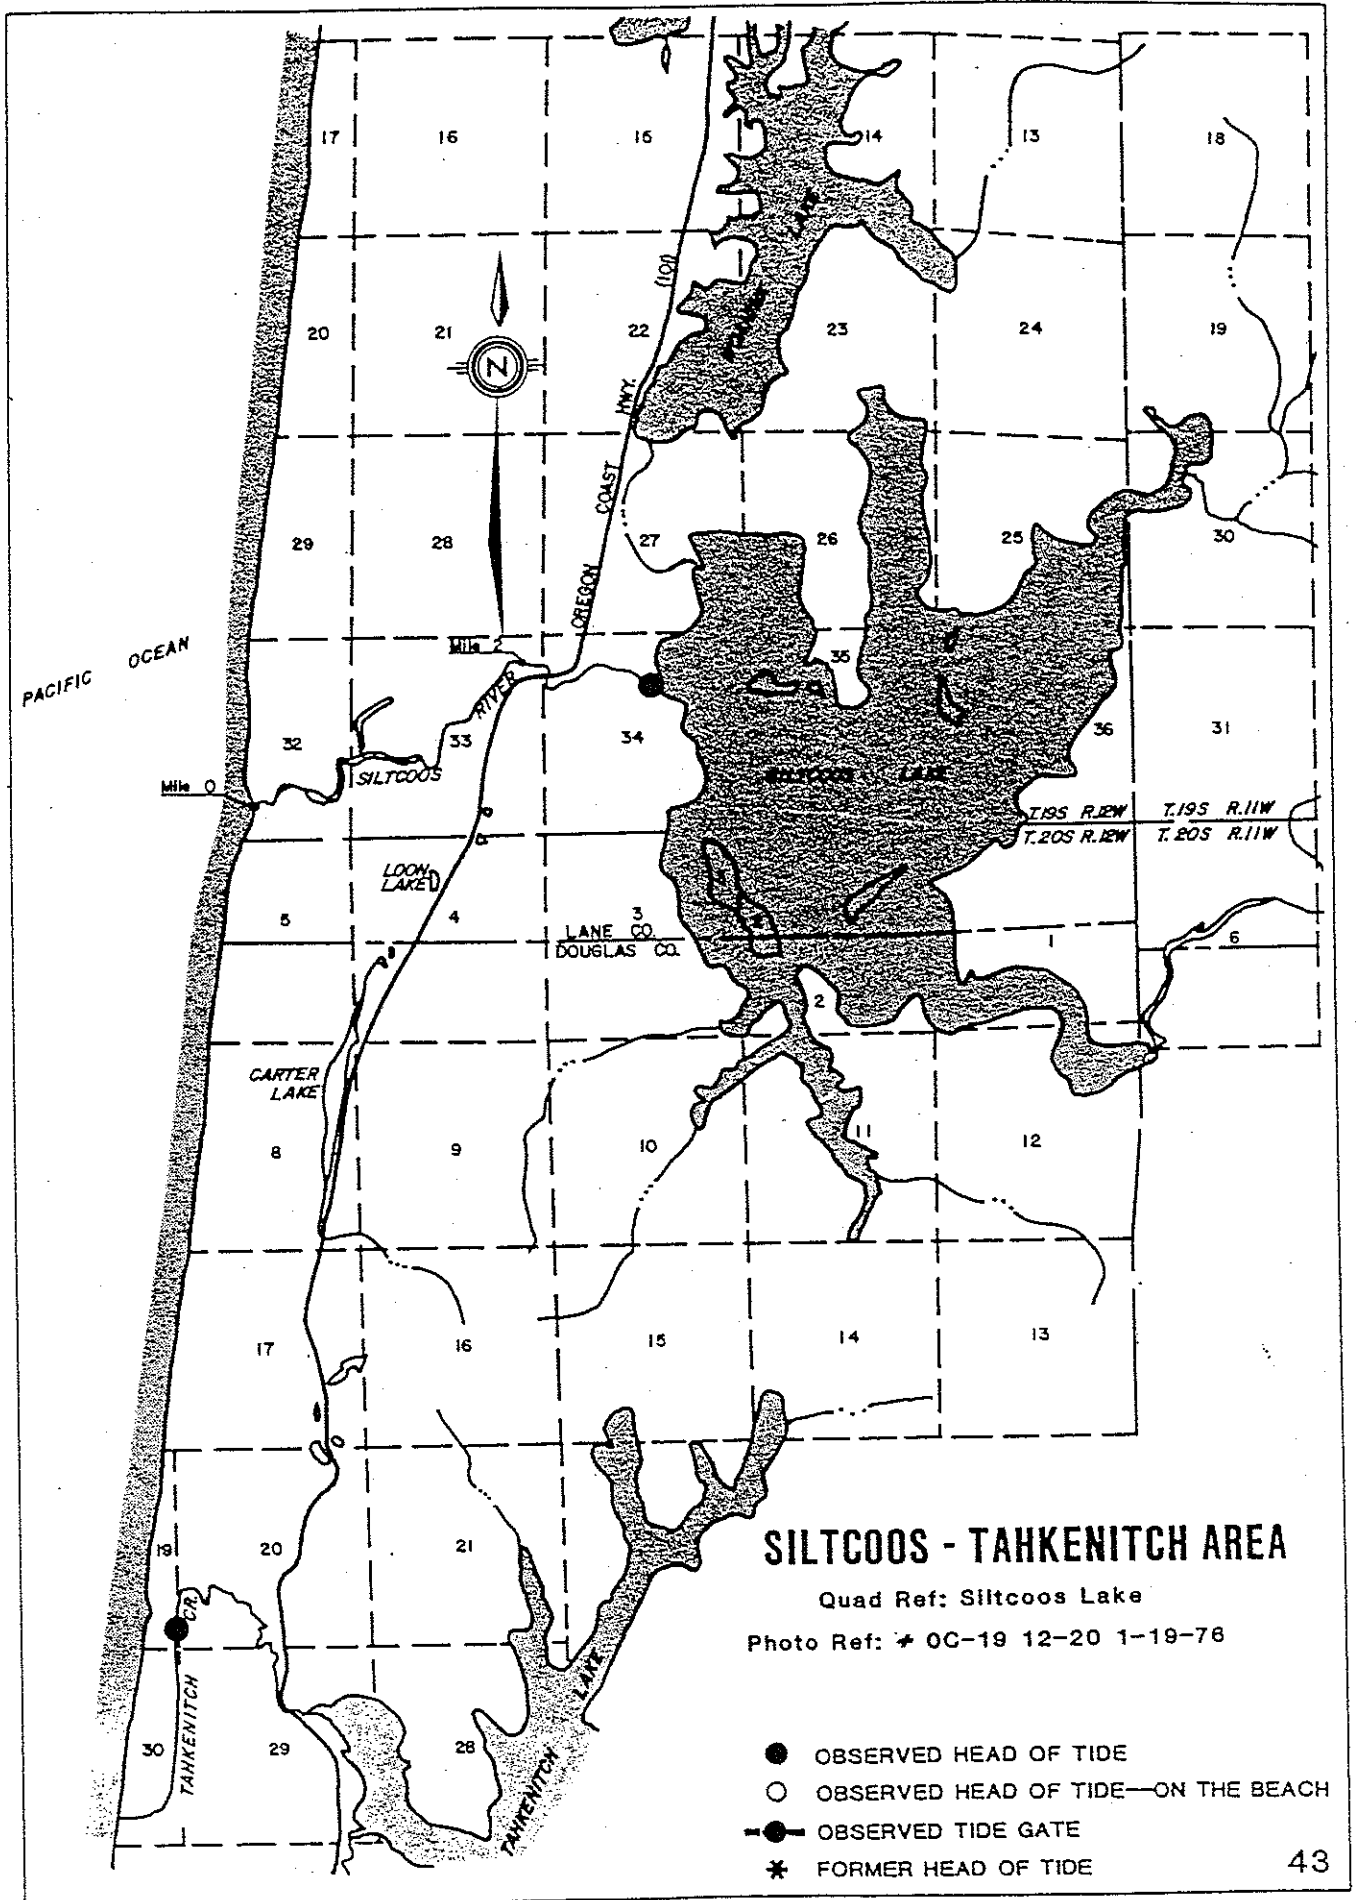 17
16
15
14
13
18
LAKE
(101)
20
21
22
23
24
19
N
HWY.
COAST
OREGON
29
28
27
26
25
30
PACIFIC OCEAN
Mile 2
RIVER
35
32
33
34
36
31
SILTCOOS
SILTCOOS LAKE
Mile 0
T.19S R.12W
T.19S R.11W
T.20S R.12W
T.20S R.11W
LOON
LAKE
5
4
3
LANE CO.
DOUGLAS CO.
1
6
2
CARTER
LAKE
8
9
10
11
12
17
16
15
14
13
19
20
21
CR.
TAHKENITCH
LAKE
30
29
28
TAHKENITCH
SILTCOOS - TAHKENITCH AREA
Quad Ref: Siltcoos Lake
Photo Ref: # OC-19 12-20 1-19-76
OBSERVED HEAD OF TIDE
OBSERVED HEAD OF TIDE—ON THE BEACH
OBSERVED TIDE GATE
FORMER HEAD OF TIDE
43